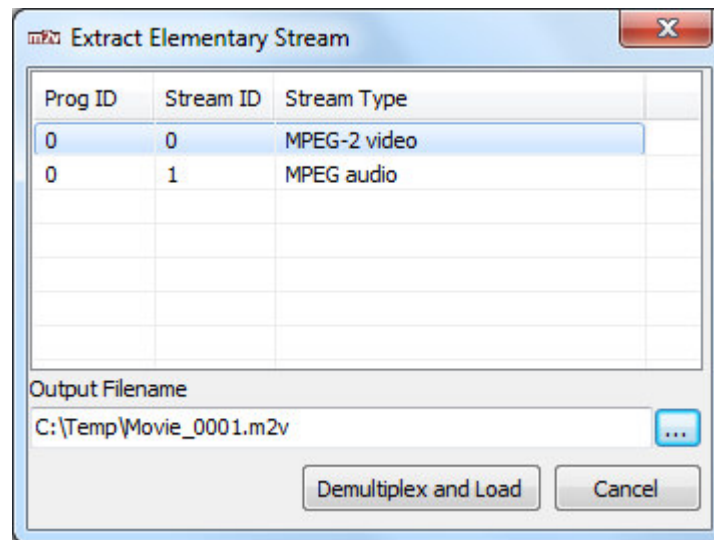 m2v Extract Elementary Stream
Prog ID Stream ID Stream Type
0 0 MPEG-2 video
0 1 MPEG audio
Output Filename
C:\Temp\Movie_0001.m2v ...
Demultiplex and Load Cancel